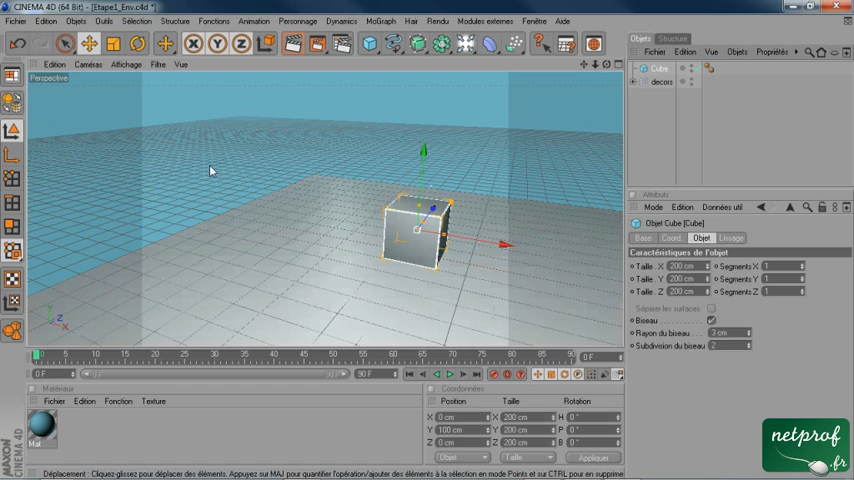 CINEMA 4D (64 Bit) - [Etape1_Env.c4d *]
Fichier Edition Objets Outils Sélection Structure Fonctions Animation Personnage Dynamics MoGraph Hair Rendu Modules externes Fenêtre Aide
X Y Z
Edition Caméras Affichage Filtre Vue
Perspective
Y Z X
0 5 10 15 20 25 30 35 40 45 50 55 60 65 70 75 80 85 90
0 F
0 F 0 F 90 F 90 F
Matériaux
Fichier Edition Fonction Texture
Mat
Coordonnées
Position Taille Rotation
X 0 cm X 200 cm H 0 °
Y 100 cm Y 200 cm P 0 °
Z 0 cm Z 200 cm B 0 °
Objet Taille Appliquer
Déplacement : Cliquez-glissez pour déplacer des éléments. Appuyez sur MAJ pour quantifier l'opération/ajouter des éléments à la sélection en mode Points et sur CTRL pour en supprime
MAXON
CINEMA 4D
Objets Structure
Fichier Edition Vue Objets Propriétés
Cube
decors
Attributs
Mode Edition Données util
Objet Cube [Cube]
Base Coord. Objet Lissage
Caractéristiques de l'objet
Taille . X 200 cm Segments X 1
Taille . Y 200 cm Segments Y 1
Taille . Z 200 cm Segments Z 1
Séparer les surfaces
Biseau
Rayon du biseau 3 cm
Subdivision du biseau 2
netprof
.fr